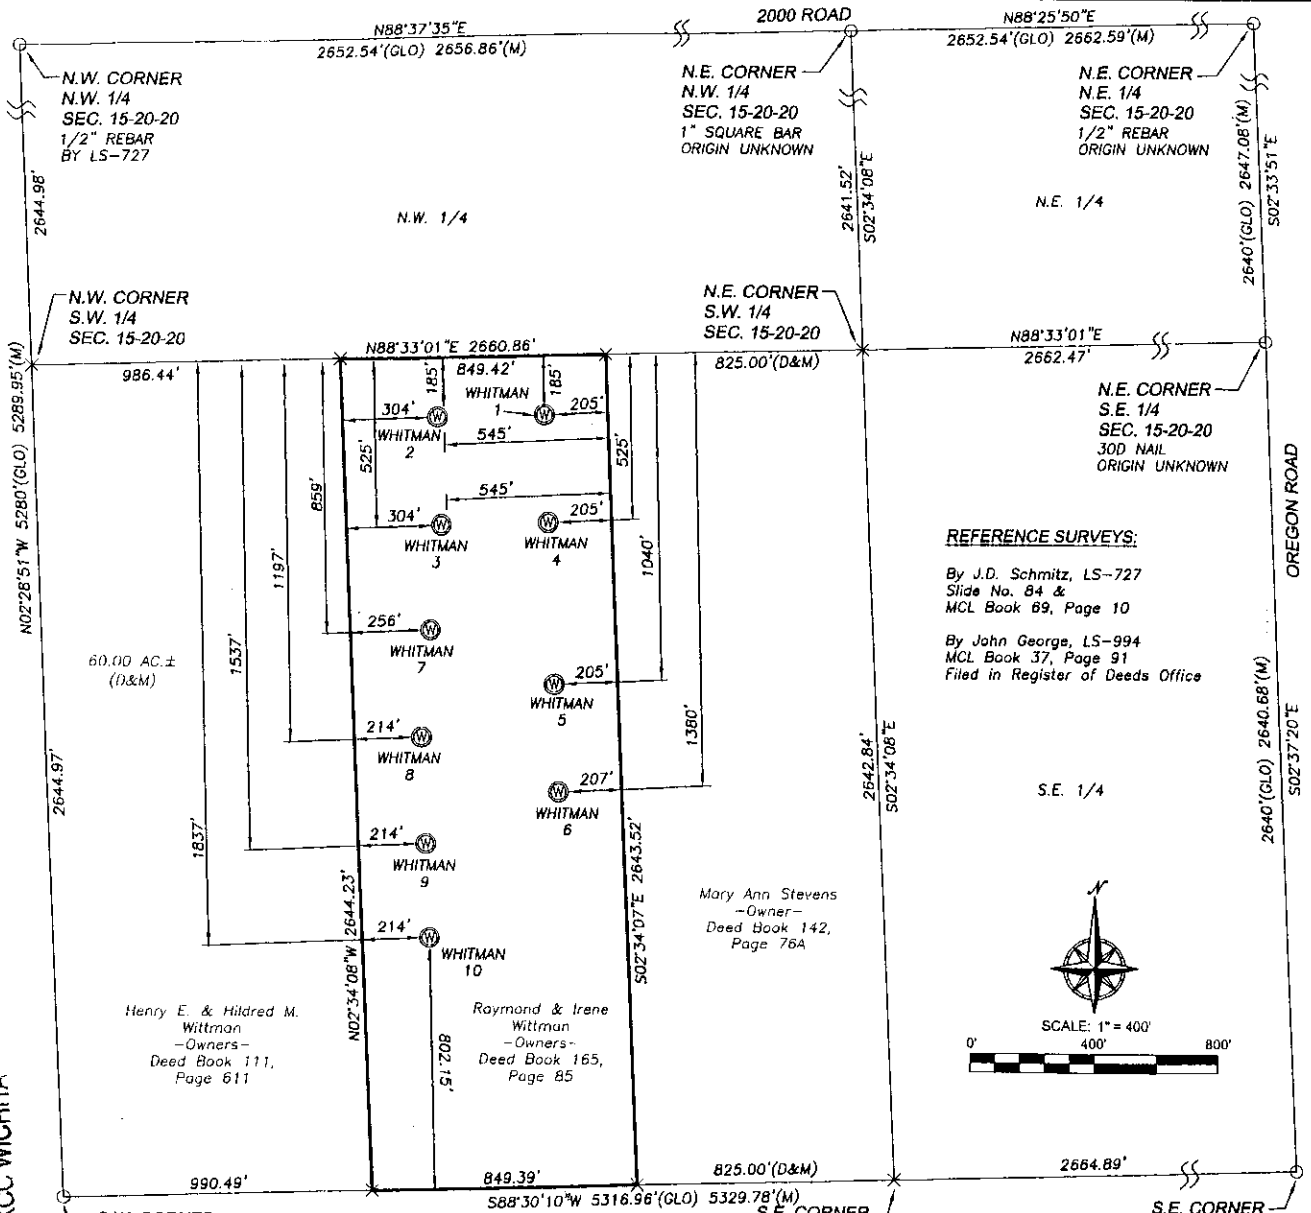 2000 ROAD
N88°37'35"E
2652.54'(GLO) 2656.86'(M)
N88°25'50"E
2652.54'(GLO) 2662.59'(M)
N.W. CORNER
N.W. 1/4
SEC. 15-20-20
1/2" REBAR
BY LS-727
N.E. CORNER
N.W. 1/4
SEC. 15-20-20
1" SQUARE BAR
ORIGIN UNKNOWN
N.E. CORNER
N.E. 1/4
SEC. 15-20-20
1/2" REBAR
ORIGIN UNKNOWN
2644.98'
N.W. 1/4
2641.52'
S02°34'08"E
N.E. 1/4
2640'(GLO) 2647.08'(M)
S02°33'51"E
N.W. CORNER
S.W. 1/4
SEC. 15-20-20
N.E. CORNER
S.W. 1/4
SEC. 15-20-20
N88°33'01"E 2660.86'
N88°33'01"E
2662.47'
986.44'
849.42'
825.00'(D&M)
N.E. CORNER
S.E. 1/4
SEC. 15-20-20
30D NAIL
ORIGIN UNKNOWN
OREGON ROAD
N02°28'51"W 5280'(GLO) 5289.95'(M)
185'
185'
WHITMAN
1
205'
304'
WHITMAN
2
545'
525'
525'
545'
304'
WHITMAN
3
205'
WHITMAN
4
859'
1197'
1040'
256'
WHITMAN
7
205'
WHITMAN
5
1537'
1380'
214'
WHITMAN
8
207'
WHITMAN
6
1837'
214'
WHITMAN
9
214'
WHITMAN
10
802.15'
60.00 AC.±
(D&M)
2644.97'
N02°34'08"W 2644.23'
S02°34'07"E 2643.52'
2642.84'
S02°34'08"E
REFERENCE SURVEYS:
By J.D. Schmitz, LS-727
Slide No. 84 &
MCL Book 69, Page 10
By John George, LS-994
MCL Book 37, Page 91
Filed in Register of Deeds Office
S.E. 1/4
2640'(GLO) 2640.68'(M)
S02°37'20"E
Henry E. & Hildred M.
Wittman
-Owners-
Deed Book 111,
Page 611
Raymond & Irene
Wittman
-Owners-
Deed Book 165,
Page 85
Mary Ann Stevens
-Owner-
Deed Book 142,
Page 76A
N
SCALE: 1" = 400'
0'
400'
800'
990.49'
849.39'
825.00'(D&M)
2664.89'
S88°30'10"W 5316.96'(GLO) 5329.78'(M)
S.E. CORNER
S.E. CORNER
KCC WICHITA